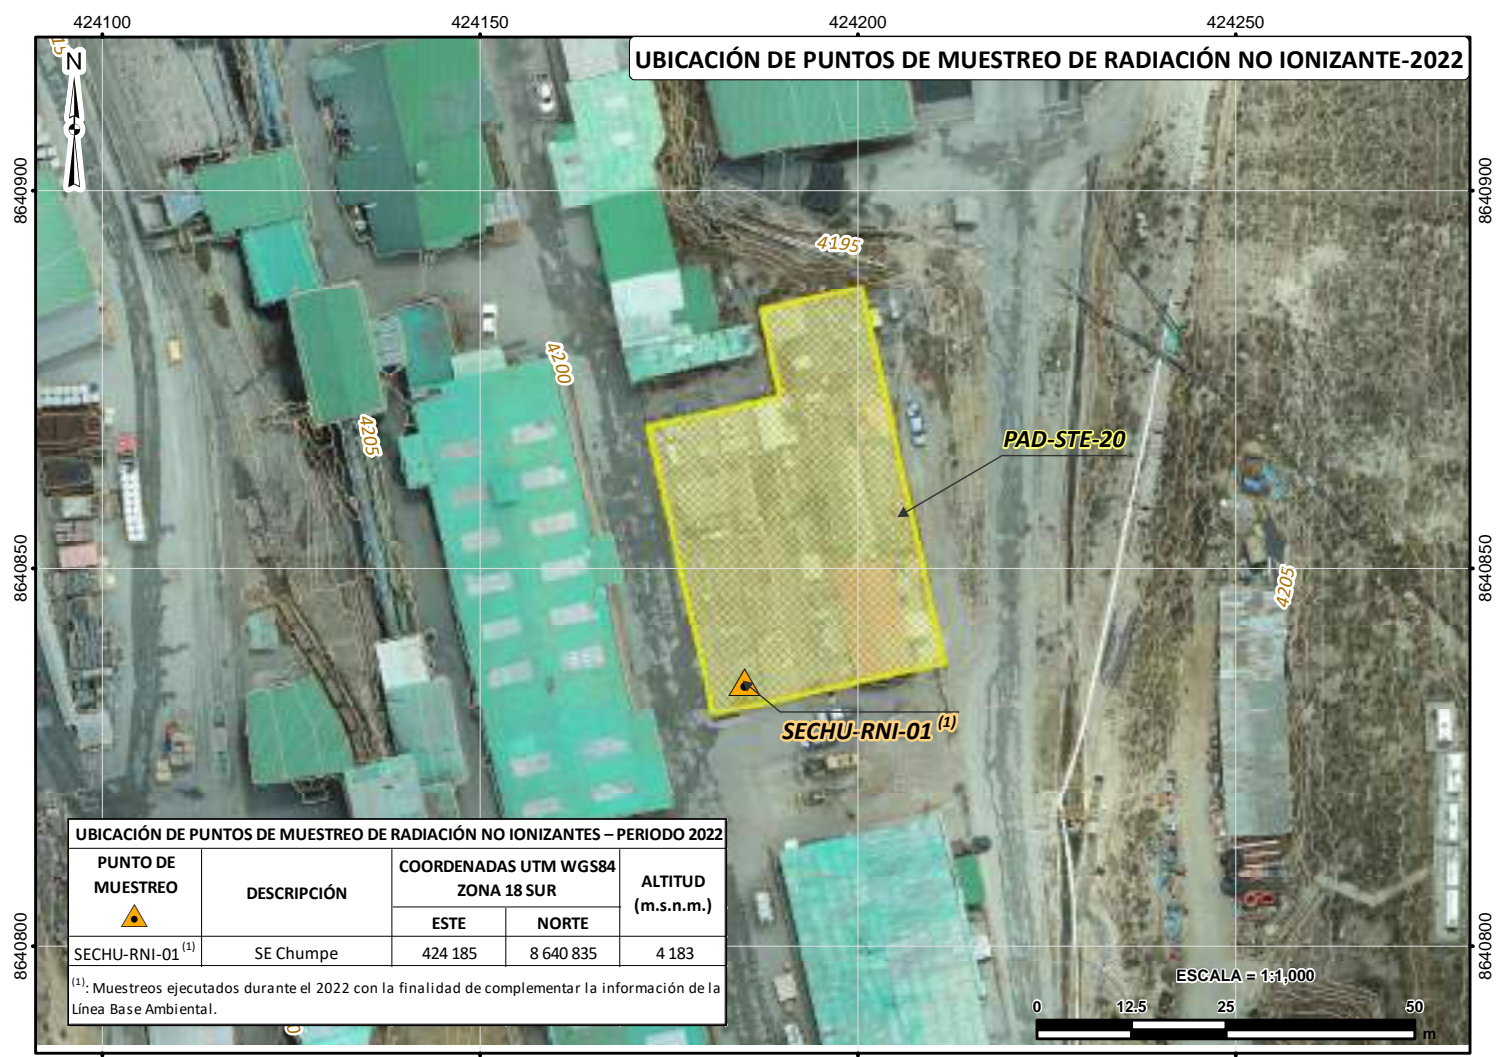 424100 424150 424200 424250
UBICACIÓN DE PUNTOS DE MUESTREO DE RADIACIÓN NO IONIZANTE-2022
N
8640900 8640900
4195
4200
4205
PAD-STE-20
8640850 8640850
4205
SECHU-RNI-01 (1)
UBICACIÓN DE PUNTOS DE MUESTREO DE RADIACIÓN NO IONIZANTES – PERIODO 2022
PUNTO DE
MUESTREO
DESCRIPCIÓN
COORDENADAS UTM WGS84
ZONA 18 SUR
ALTITUD
(m.s.n.m.)
ESTE NORTE
SECHU-RNI-01 (1) SE Chumpe 424 185 8 640 835 4 183
(1): Muestreos ejecutados durante el 2022 con la finalidad de complementar la información de la
Línea Base Ambiental.
8640800 8640800
ESCALA = 1:1,000
0 12.5 25 50
m